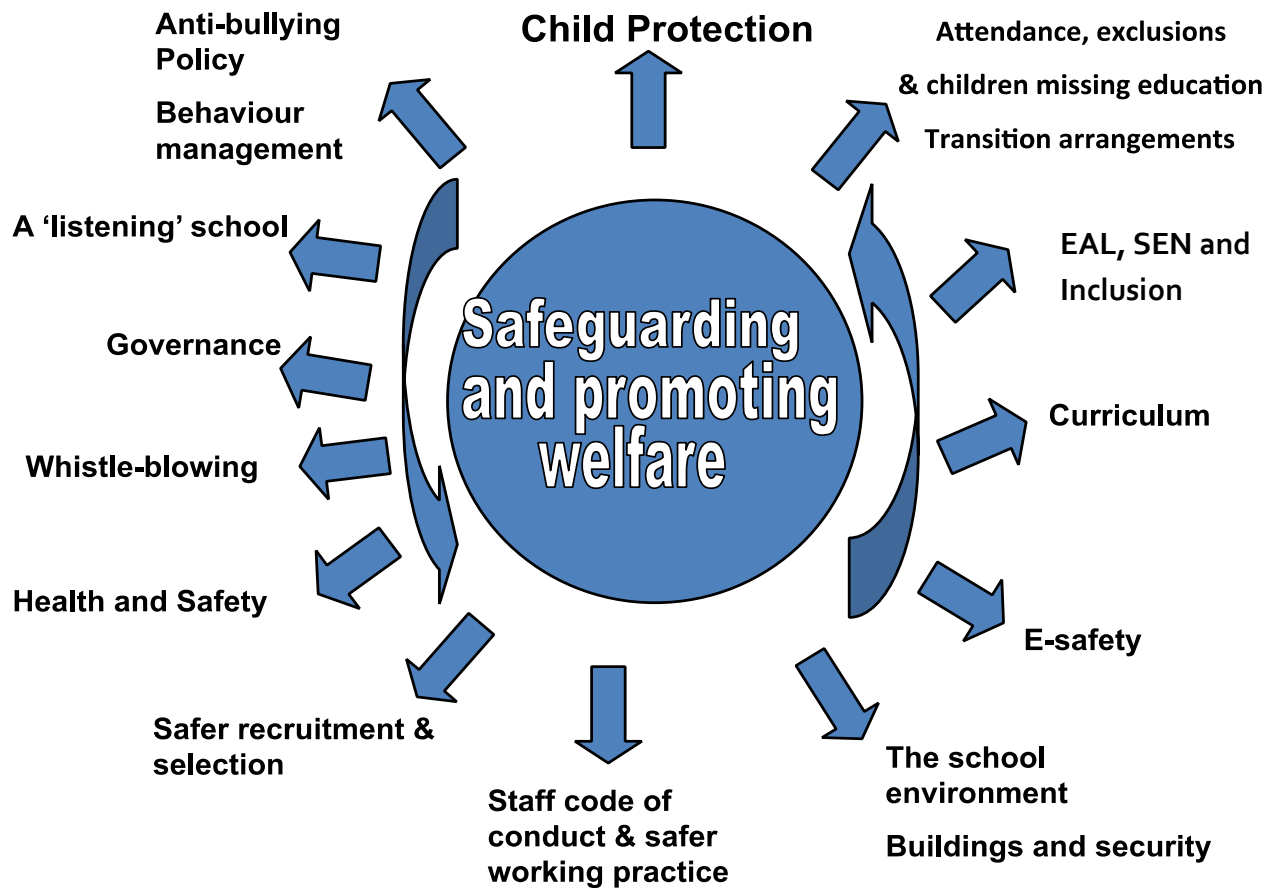 Child Protection
Attendance, exclusions
& children missing education
Transition arrangements
EAL, SEN and
Inclusion
Curriculum
E-safety
The school
environment
Buildings and security
Staff code of
conduct & safer
working practice
Safer recruitment &
selection
Health and Safety
Whistle-blowing
Governance
A ‘listening’ school
Anti-bullying
Policy
Behaviour
management
Safeguarding
and promoting
welfare